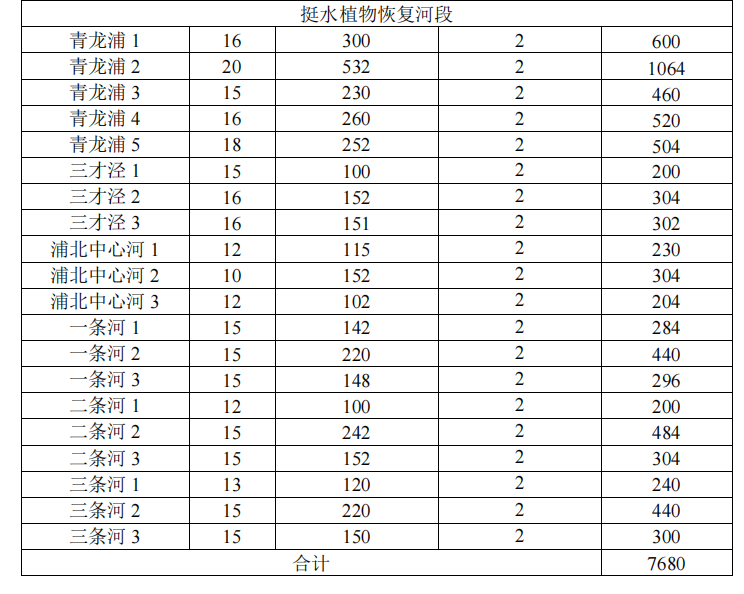 挺水植物恢复河段
青龙浦 1 16 300 2 600
青龙浦 2 20 532 2 1064
青龙浦 3 15 230 2 460
青龙浦 4 16 260 2 520
青龙浦 5 18 252 2 504
三才泾 1 15 100 2 200
三才泾 2 16 152 2 304
三才泾 3 16 151 2 302
浦北中心河 1 12 115 2 230
浦北中心河 2 10 152 2 304
浦北中心河 3 12 102 2 204
一条河 1 15 142 2 284
一条河 2 15 220 2 440
一条河 3 15 148 2 296
二条河 1 12 100 2 200
二条河 2 15 242 2 484
二条河 3 15 152 2 304
三条河 1 13 120 2 240
三条河 2 15 220 2 440
三条河 3 15 150 2 300
合计 7680